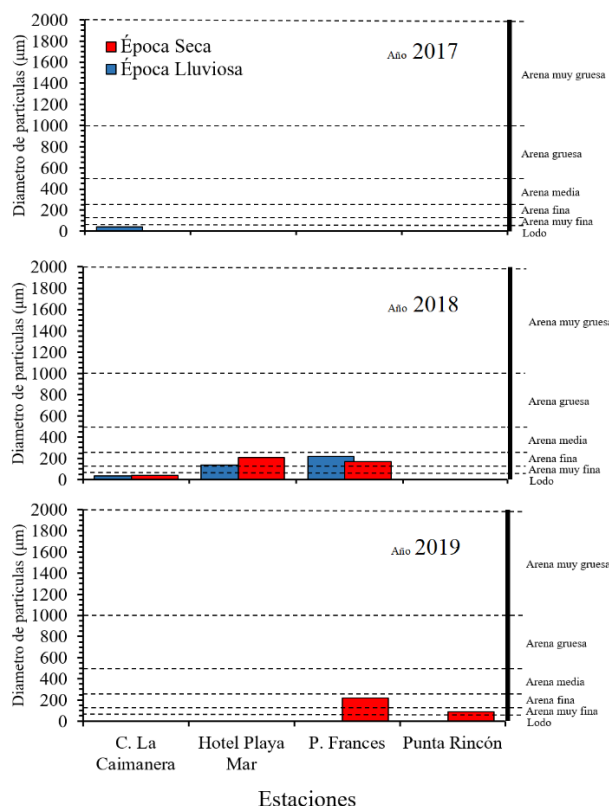 Diametro de particulas (µm)
2000
1800
1600
1400
1200
1000
800
600
400
200
0
Época Seca
Época Lluviosa
Año 2017
Arena muy gruesa
Arena gruesa
Arena media
Arena fina
Arena muy fina
Lodo
Diametro de particulas (µm)
2000
1800
1600
1400
1200
1000
800
600
400
200
0
Año 2018
Arena muy gruesa
Arena gruesa
Arena media
Arena fina
Arena muy fina
Lodo
Diametro de particulas (µm)
2000
1800
1600
1400
1200
1000
800
600
400
200
0
Año 2019
Arena muy gruesa
Arena gruesa
Arena media
Arena fina
Arena muy fina
Lodo
C. La
Caimanera
Hotel Playa
Mar
P. Frances
Punta Rincón
Estaciones